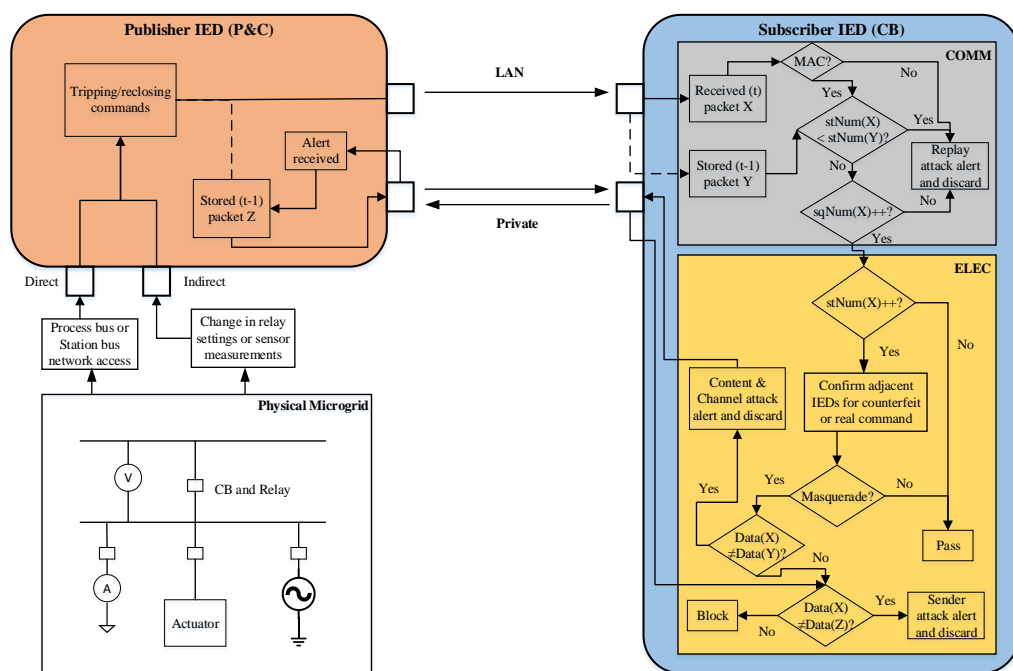 Publisher IED (P&C)
Tripping/reclosing
commands
Alert
received
Stored (t-1)
packet Z
Direct
Indirect
Process bus or
Station bus
network access
Change in relay
settings or sensor
measurements
Physical Microgrid
V
CB and Relay
A
Actuator
LAN
Private
Subscriber IED (CB)
COMM
MAC?
No
Yes
Received (t)
packet X
stNum(X)
< stNum(Y)?
Yes
Stored (t-1)
packet Y
Replay
attack alert
and discard
No
sqNum(X)++?
No
Yes
ELEC
stNum(X)++?
No
Yes
Content &
Channel attack
alert and discard
Confirm adjacent
IEDs for counterfeit
or real command
Yes
Yes
Masquerade?
No
Data(X)
≠Data(Y)?
Pass
No
Block
No
Data(X)
≠Data(Z)?
Yes
Sender
attack alert
and discard